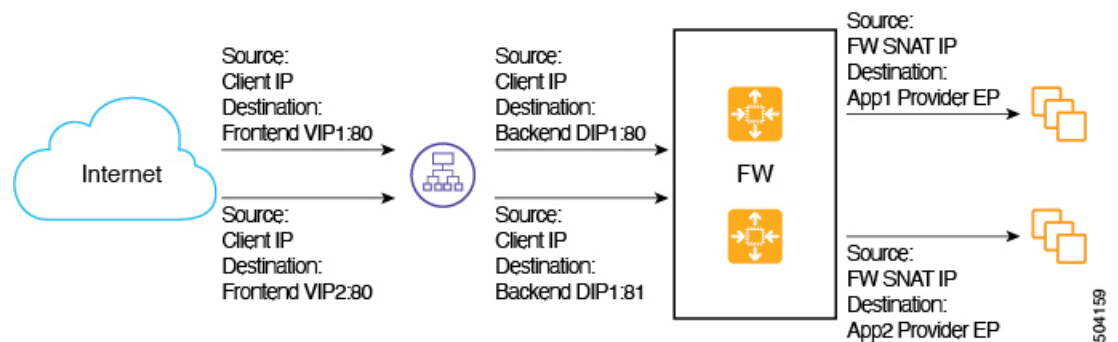 Source:
Client IP
Destination:
Frontend VIP1:80
Source:
Client IP
Destination:
Backend DIP1:80
Source:
FW SNAT IP
Destination:
App1 Provider EP
Internet
FW
Source:
Client IP
Destination:
Frontend VIP2:80
Source:
Client IP
Destination:
Backend DIP1:81
Source:
FW SNAT IP
Destination:
App2 Provider EP
504159